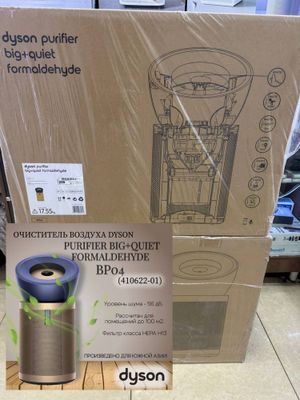 dyson purifier
big+quiet
formaldehyde
dyson purifier
big+quiet formaldehyde
17.55
ОЧИСТИТЕЛЬ ВОЗДУХА DYSON
PURIFIER BIG+QUIET
FORMALDEHYDE
BP04
(410622-01)
Уровень шума - 56 дБ
Рассчитан для
помещений до 100 м2
Фильтр класса HEPA H13
ПРОИЗВЕДЕНО ДЛЯ ЮЖНОЙ АЗИИ
dyson